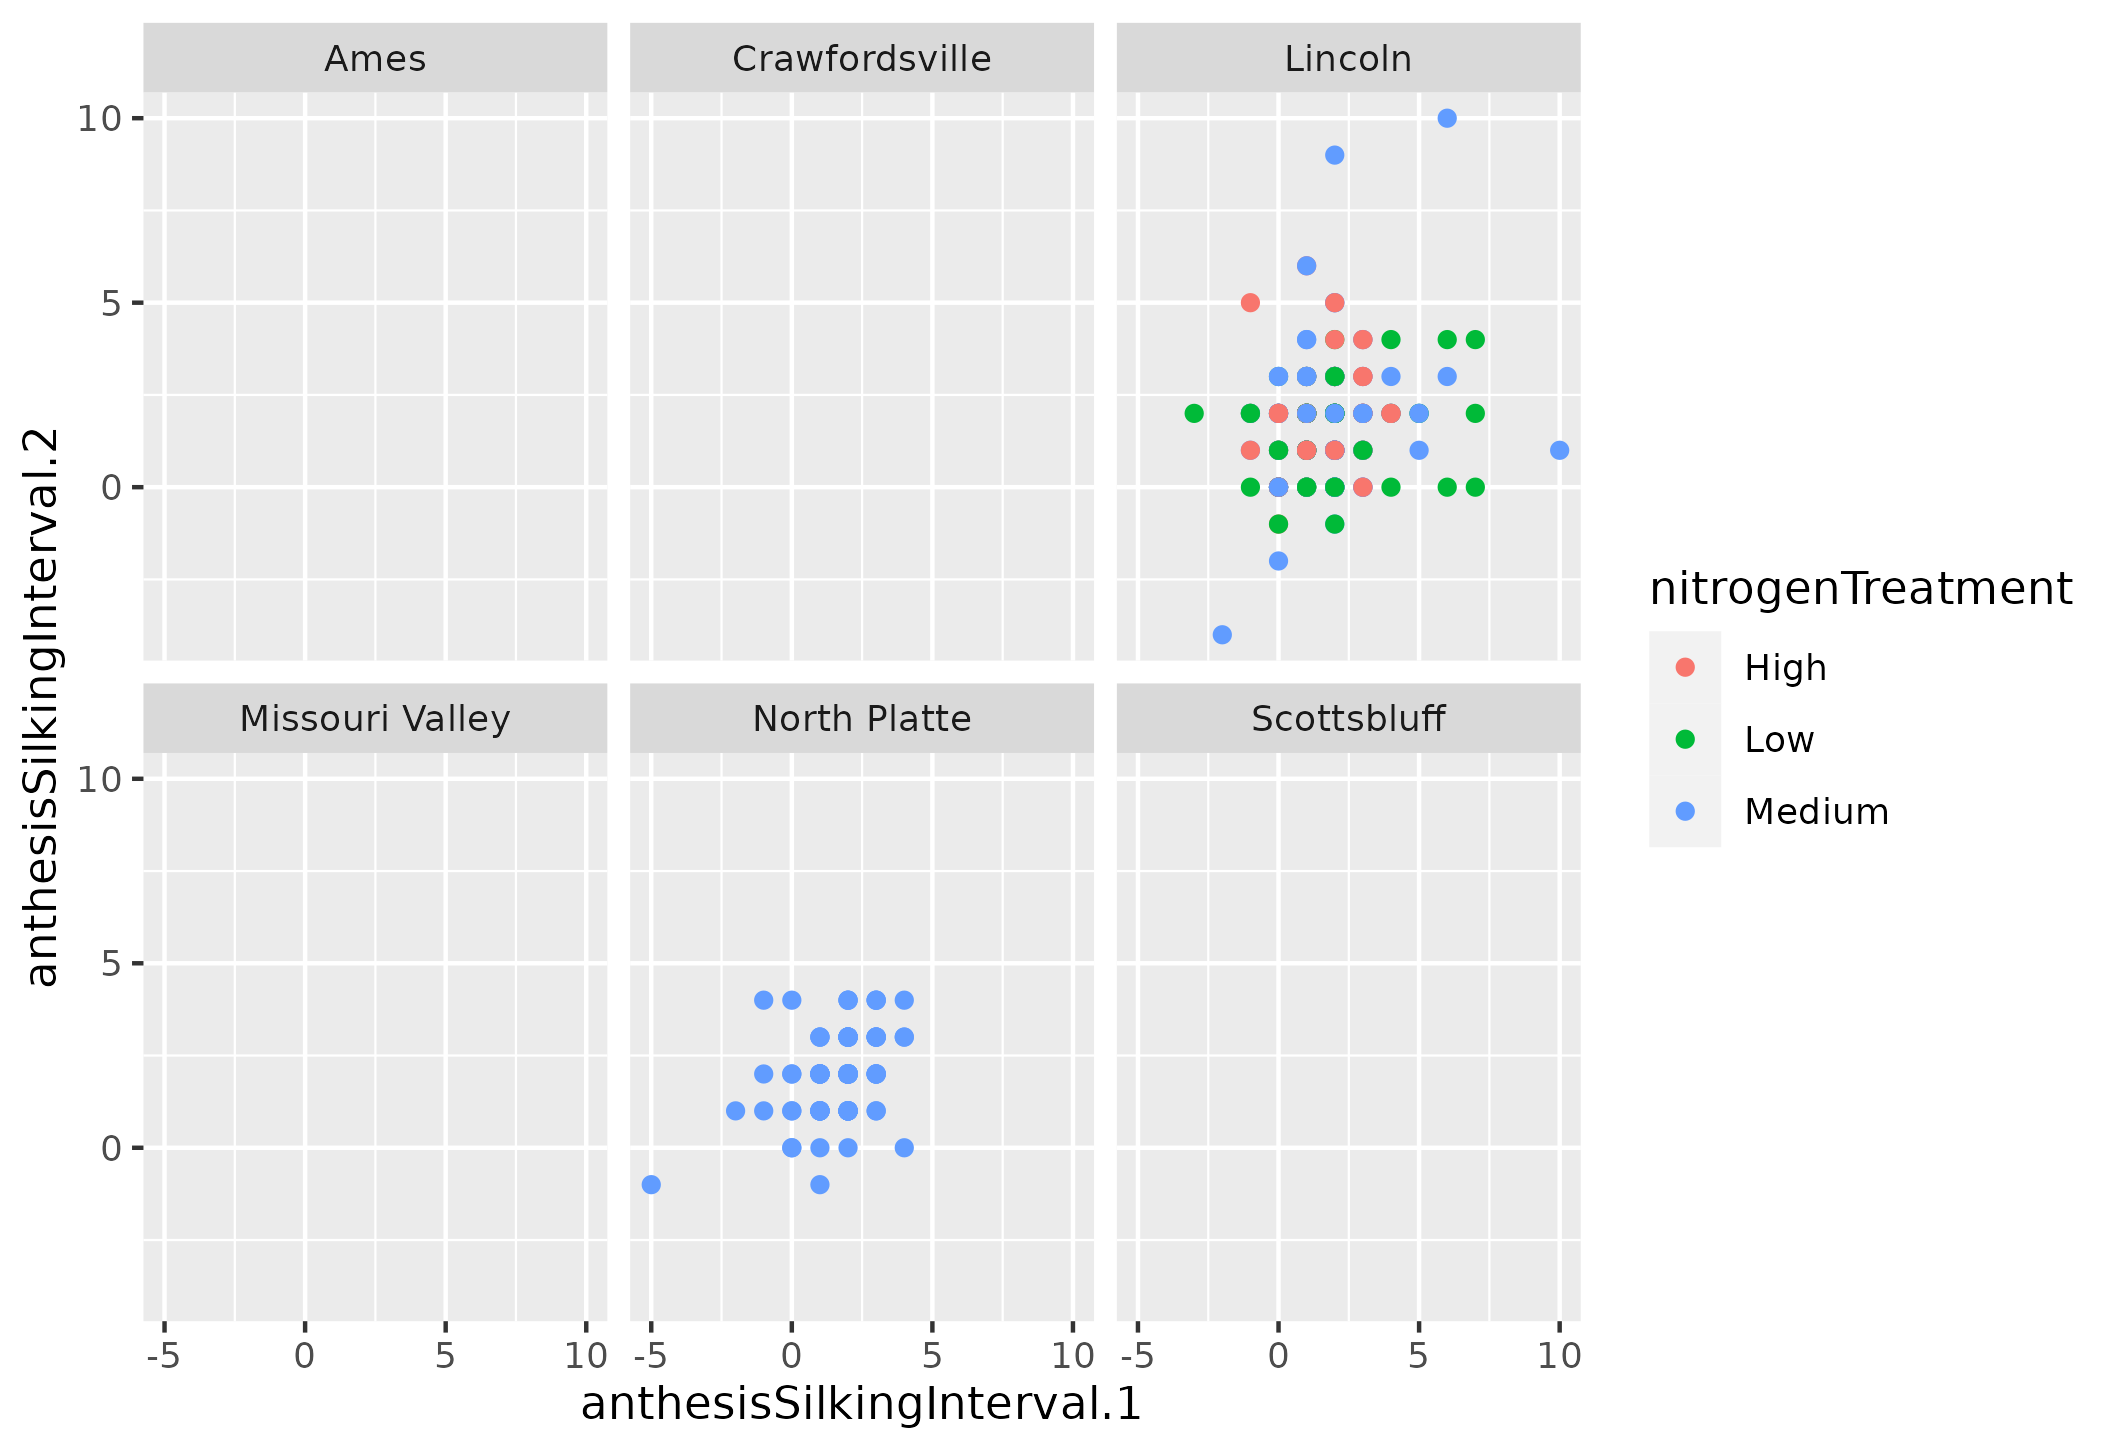 Ames
Crawfordsville
Lincoln
10
5
0
Missouri Valley
North Platte
Scottsbluff
10
5
0
-5 0 5 10
-5 0 5 10
-5 0 5 10
anthesisSilkingInterval.1
anthesisSilkingInterval.2
nitrogenTreatment
High
Low
Medium